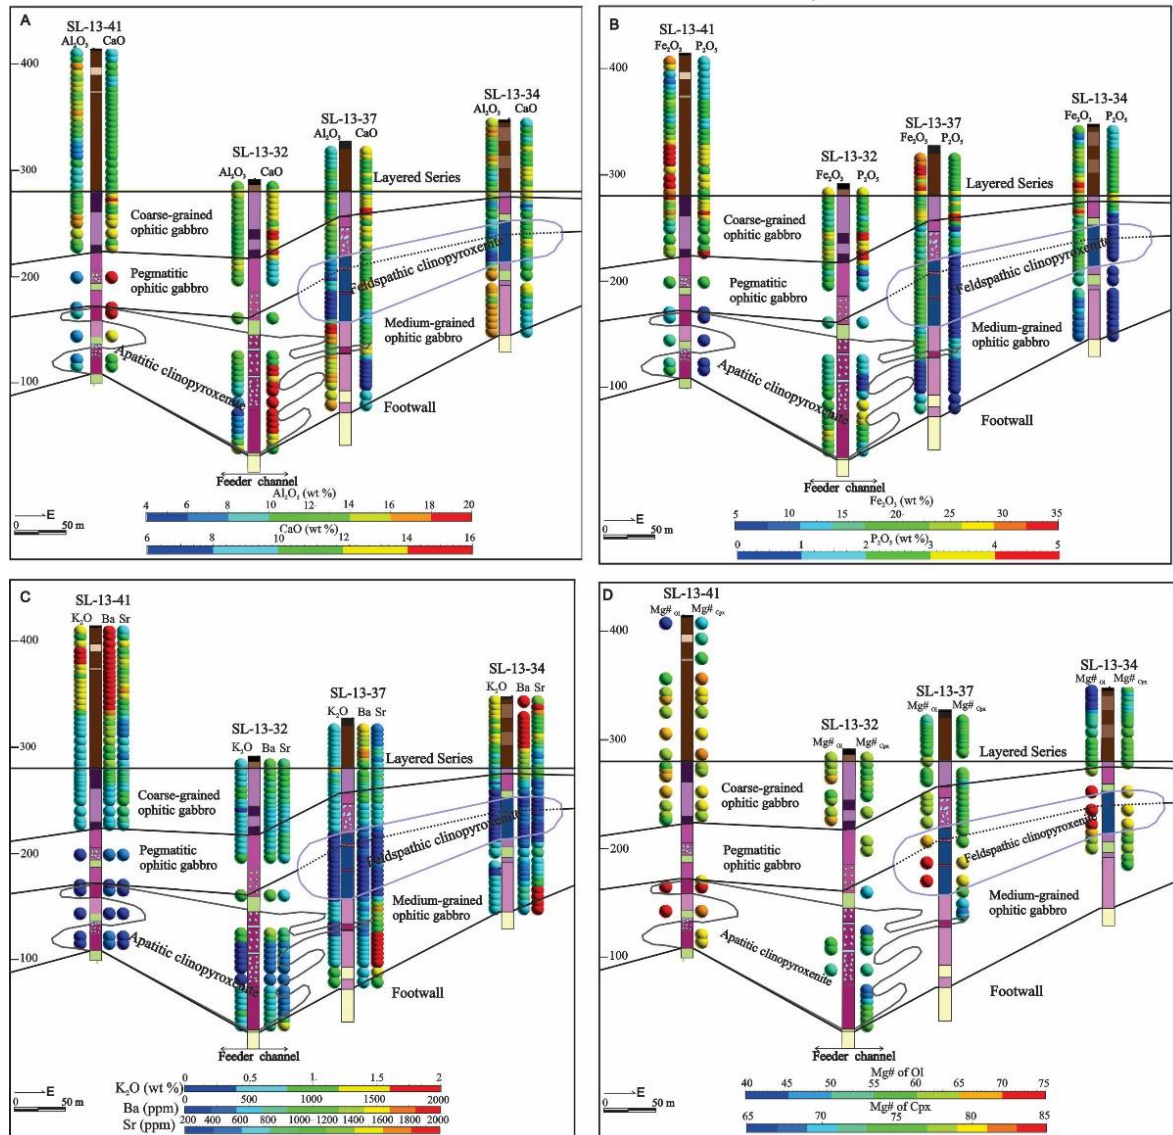 A
SL-13-41
Al₂O₃ CaO
SL-13-34
Al₂O₃ CaO
SL-13-37
Al₂O₃ CaO
SL-13-32
Al₂O₃ CaO
400
300
200
100
0
Layered Series
Coarse-grained
ophitic gabbro
Pegmatitic
ophitic gabbro
Feldspathic clinopyroxenite
Medium-grained
ophitic gabbro
Apatitic clinopyroxenite
Footwall
Feeder channel
Al₂O₃ (wt %)
4 6 8 10 12 14 16 18 20
CaO (wt %)
6 8 10 12 14 16
E
50 m
B
SL-13-41
Fe₂O₃ P₂O₅
SL-13-34
Fe₂O₃ P₂O₅
SL-13-37
Fe₂O₃ P₂O₅
SL-13-32
Fe₂O₃ P₂O₅
400
300
200
100
0
Layered Series
Coarse-grained
ophitic gabbro
Pegmatitic
ophitic gabbro
Feldspathic clinopyroxenite
Medium-grained
ophitic gabbro
Apatitic clinopyroxenite
Footwall
Feeder channel
Fe₂O₃ (wt %)
5 10 15 20 25 30 35
P₂O₅ (wt %)
0 1 2 3 4 5
E
50 m
C
SL-13-41
K₂O Ba Sr
SL-13-34
K₂O Ba Sr
SL-13-37
K₂O Ba Sr
SL-13-32
K₂O Ba Sr
400
300
200
100
0
Layered Series
Coarse-grained
ophitic gabbro
Pegmatitic
ophitic gabbro
Feldspathic clinopyroxenite
Medium-grained
ophitic gabbro
Apatitic clinopyroxenite
Footwall
Feeder channel
K₂O (wt %) 0 0.5 1. 1.5 2
Ba (ppm) 0 500 1000 1500 2000
Sr (ppm) 200 400 600 800 1000 1200 1400 1600 1800 2000
E
50 m
D
SL-13-41
Mg# Ol Mg# Cpx
SL-13-34
Mg# Ol Mg# Cpx
SL-13-37
Mg# Ol Mg# Cpx
SL-13-32
Mg# Ol Mg# Cpx
400
300
200
100
0
Layered Series
Coarse-grained
ophitic gabbro
Pegmatitic
ophitic gabbro
Feldspathic clinopyroxenite
Medium-grained
ophitic gabbro
Apatitic clinopyroxenite
Footwall
Feeder channel
Mg# of Ol
40 45 50 55 60 65 70 75
Mg# of Cpx
65 70 75 80 85
E
50 m